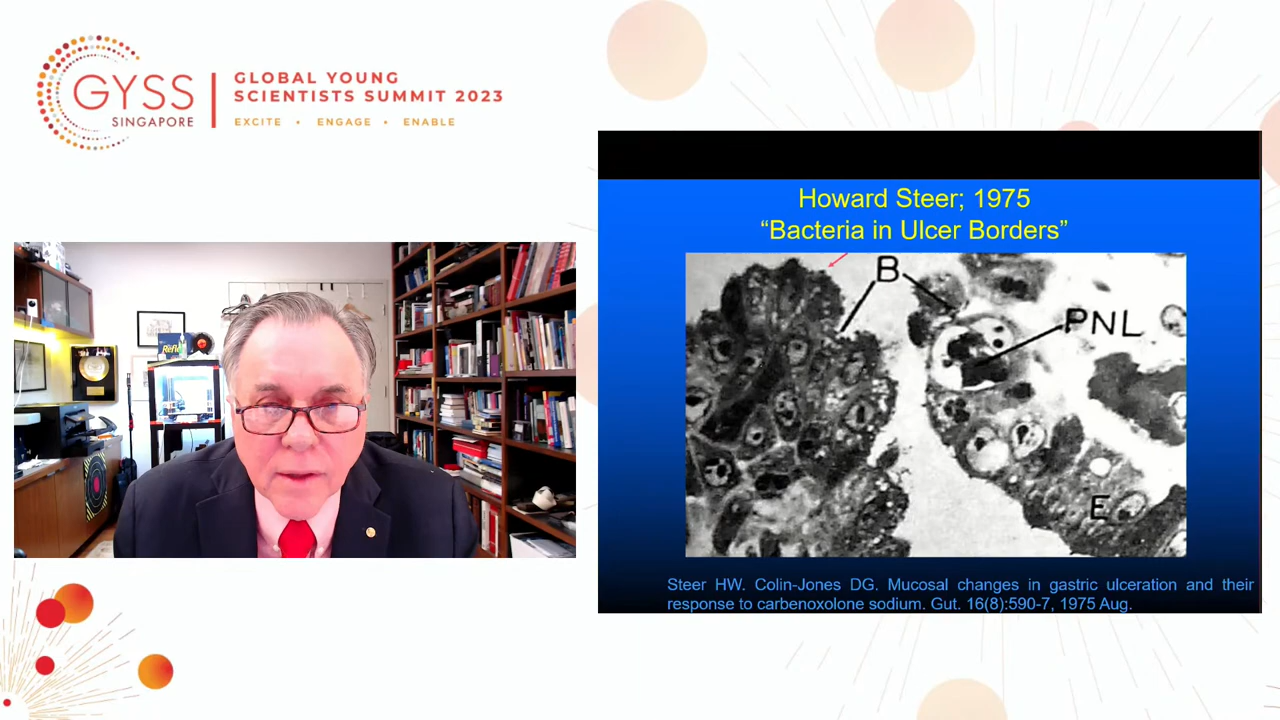 GYSS
SINGAPORE
GLOBAL YOUNG
SCIENTISTS SUMMIT 2023
EXCITE • ENGAGE • ENABLE
Howard Steer; 1975
“Bacteria in Ulcer Borders”
B
PNL
E
Steer HW. Colin-Jones DG. Mucosal changes in gastric ulceration and their
response to carbenoxolone sodium. Gut. 16(8):590-7, 1975 Aug.